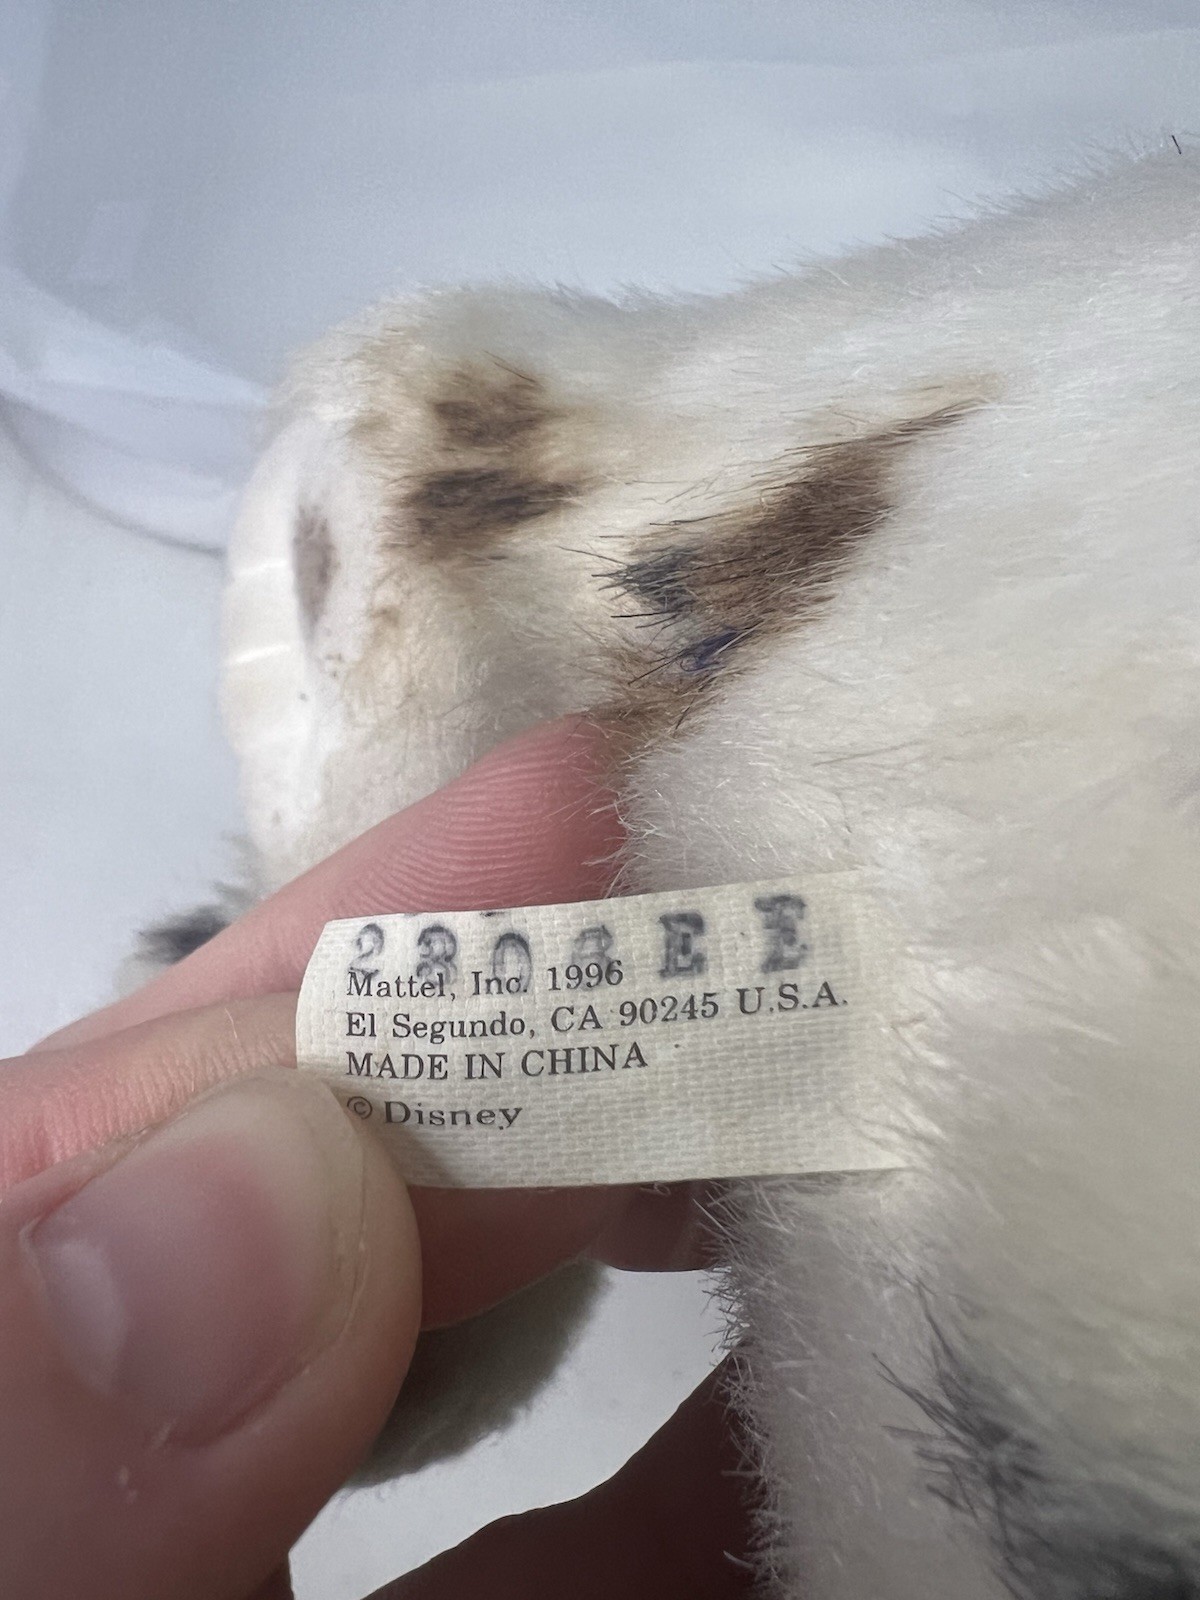 Mattel, Inc. 1996
El Segundo, CA 90245 U.S.A.
MADE IN CHINA
© Disney